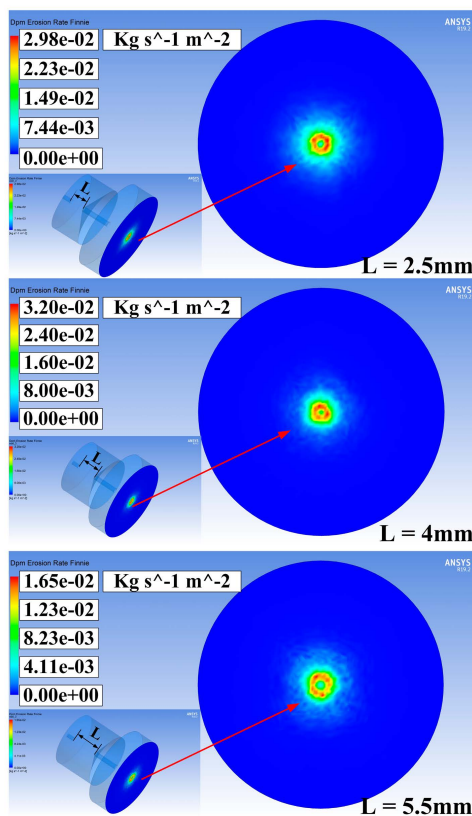 Dpm Erosion Rate Finnie
ANSYS
R19.2
2.98e-02
Kg s^-1 m^-2
2.23e-02
1.49e-02
7.44e-03
0.00e+00
L
L = 2.5mm
Dpm Erosion Rate Finnie
ANSYS
R19.2
3.20e-02
Kg s^-1 m^-2
2.40e-02
1.60e-02
8.00e-03
0.00e+00
L
L = 4mm
Dpm Erosion Rate Finnie
ANSYS
R19.2
1.65e-02
Kg s^-1 m^-2
1.23e-02
8.23e-03
4.11e-03
0.00e+00
L
L = 5.5mm